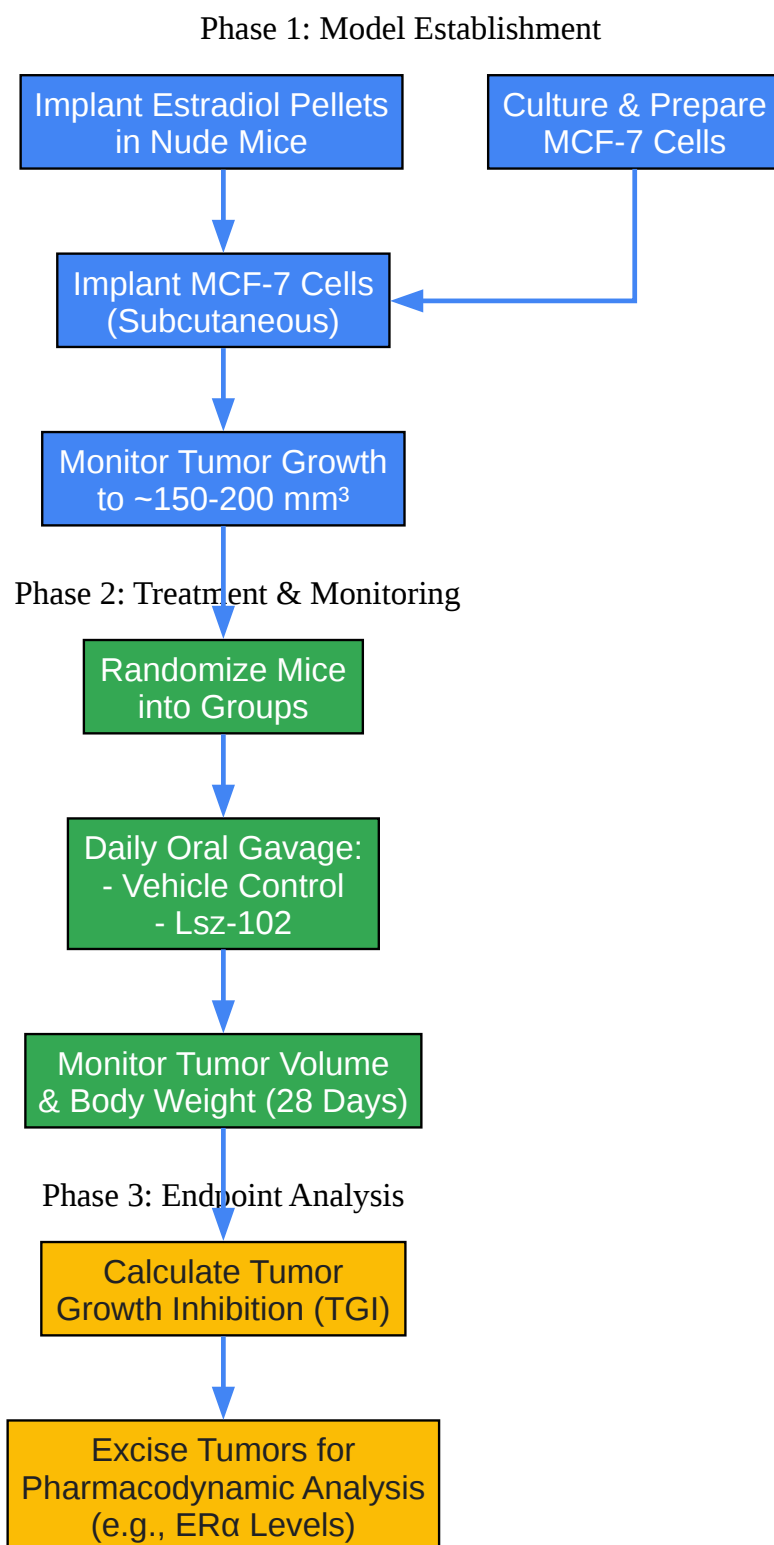 Phase 1: Model Establishment
Implant Estradiol Pellets
in Nude Mice
Culture & Prepare
MCF-7 Cells
Implant MCF-7 Cells
(Subcutaneous)
Monitor Tumor Growth
to ~150-200 mm³
Phase 2: Treatment & Monitoring
Randomize Mice
into Groups
Daily Oral Gavage:
- Vehicle Control
- Lsz-102
Monitor Tumor Volume
& Body Weight (28 Days)
Phase 3: Endpoint Analysis
Calculate Tumor
Growth Inhibition (TGI)
Excise Tumors for
Pharmacodynamic Analysis
(e.g., ERα Levels)